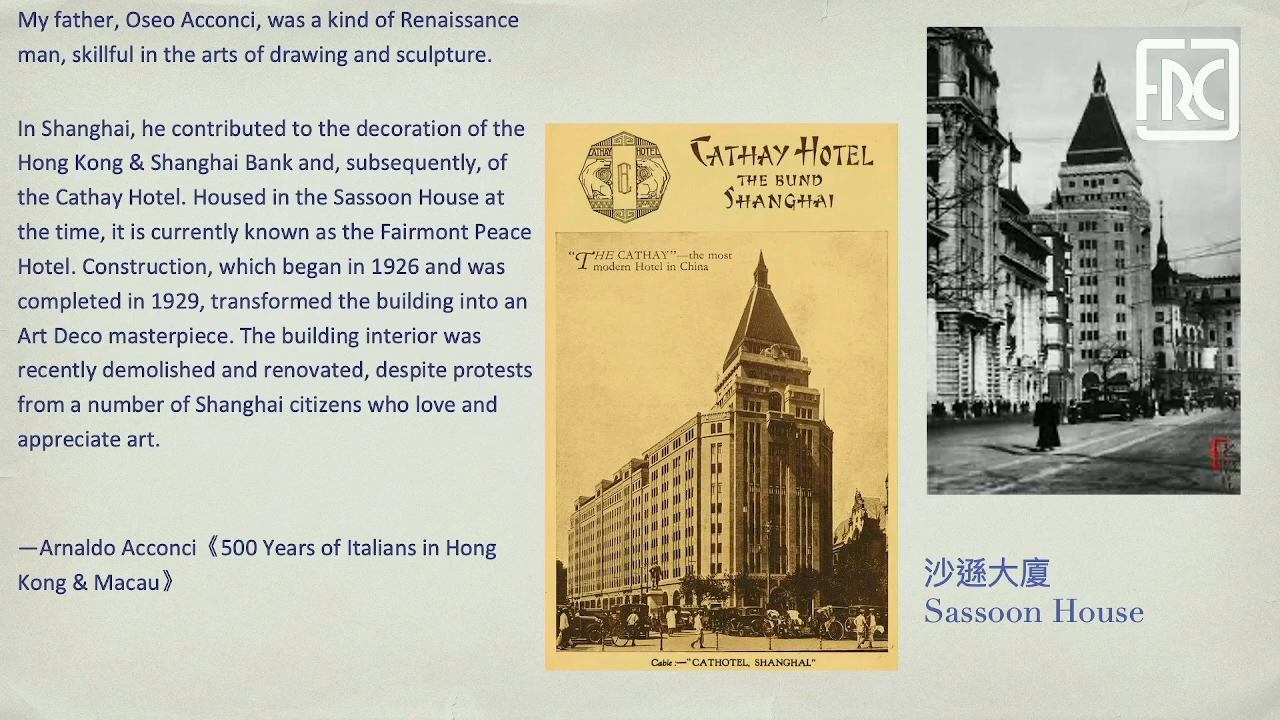 My father, Oseo Acconci, was a kind of Renaissance
man, skillful in the arts of drawing and sculpture.
In Shanghai, he contributed to the decoration of the
Hong Kong & Shanghai Bank and, subsequently, of
the Cathay Hotel. Housed in the Sassoon House at
the time, it is currently known as the Fairmont Peace
Hotel. Construction, which began in 1926 and was
completed in 1929, transformed the building into an
Art Deco masterpiece. The building interior was
recently demolished and renovated, despite protests
from a number of Shanghai citizens who love and
appreciate art.
—Arnaldo Acconci《500 Years of Italians in Hong
Kong & Macau》
CATHAY HOTEL
CATHAY HOTEL
THE BUND
SHANGHAI
"THE CATHAY"—the most
modern Hotel in China
Cable :—"CATHOTEL, SHANGHAI"
FRC
沙遜大廈
Sassoon House